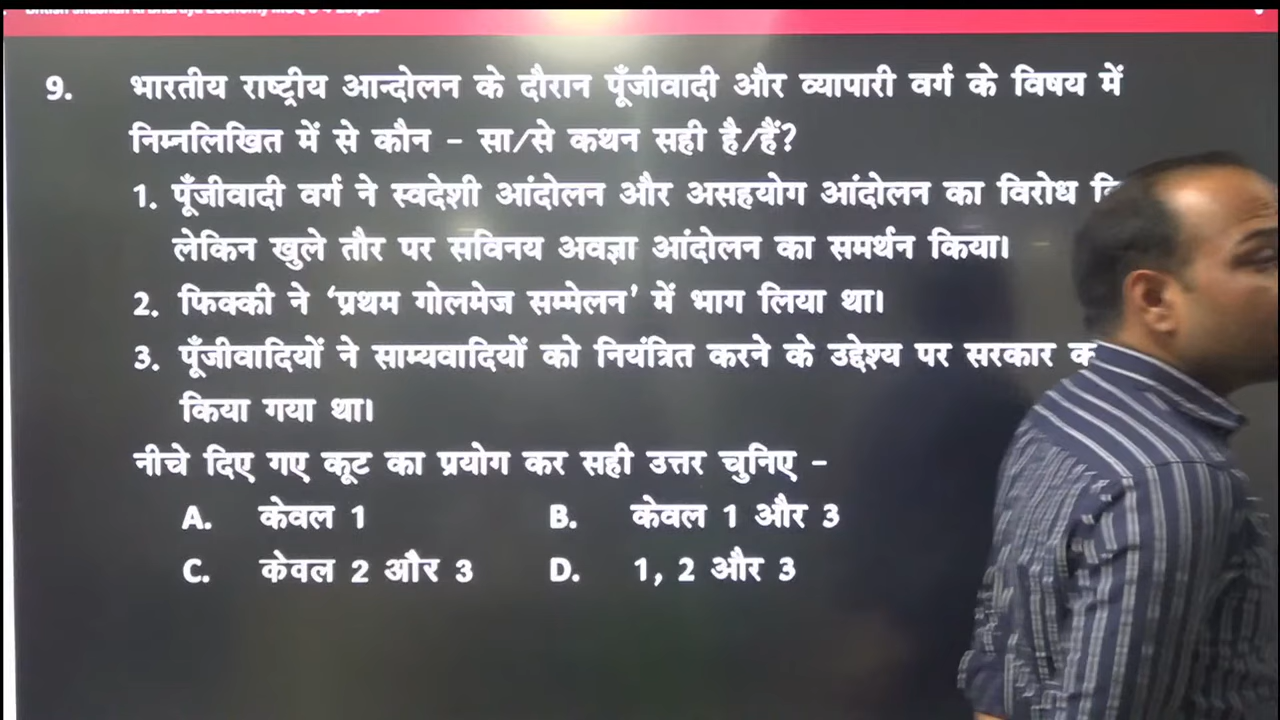 9. भारतीय राष्ट्रीय आन्दोलन के दौरान पूँजीवादी और व्यापारी वर्ग के विषय में
निम्नलिखित में से कौन - सा/से कथन सही है/हैं?
1. पूँजीवादी वर्ग ने स्वदेशी आंदोलन और असहयोग आंदोलन का विरोध
लेकिन खुले तौर पर सविनय अवज्ञा आंदोलन का समर्थन किया।
2. फिक्की ने ‘प्रथम गोलमेज सम्मेलन’ में भाग लिया था।
3. पूँजीवादियों ने साम्यवादियों को नियंत्रित करने के उद्देश्य पर सरकार
किया गया था।
नीचे दिए गए कूट का प्रयोग कर सही उत्तर चुनिए -
A. केवल 1 B. केवल 1 और 3
C. केवल 2 और 3 D. 1, 2 और 3